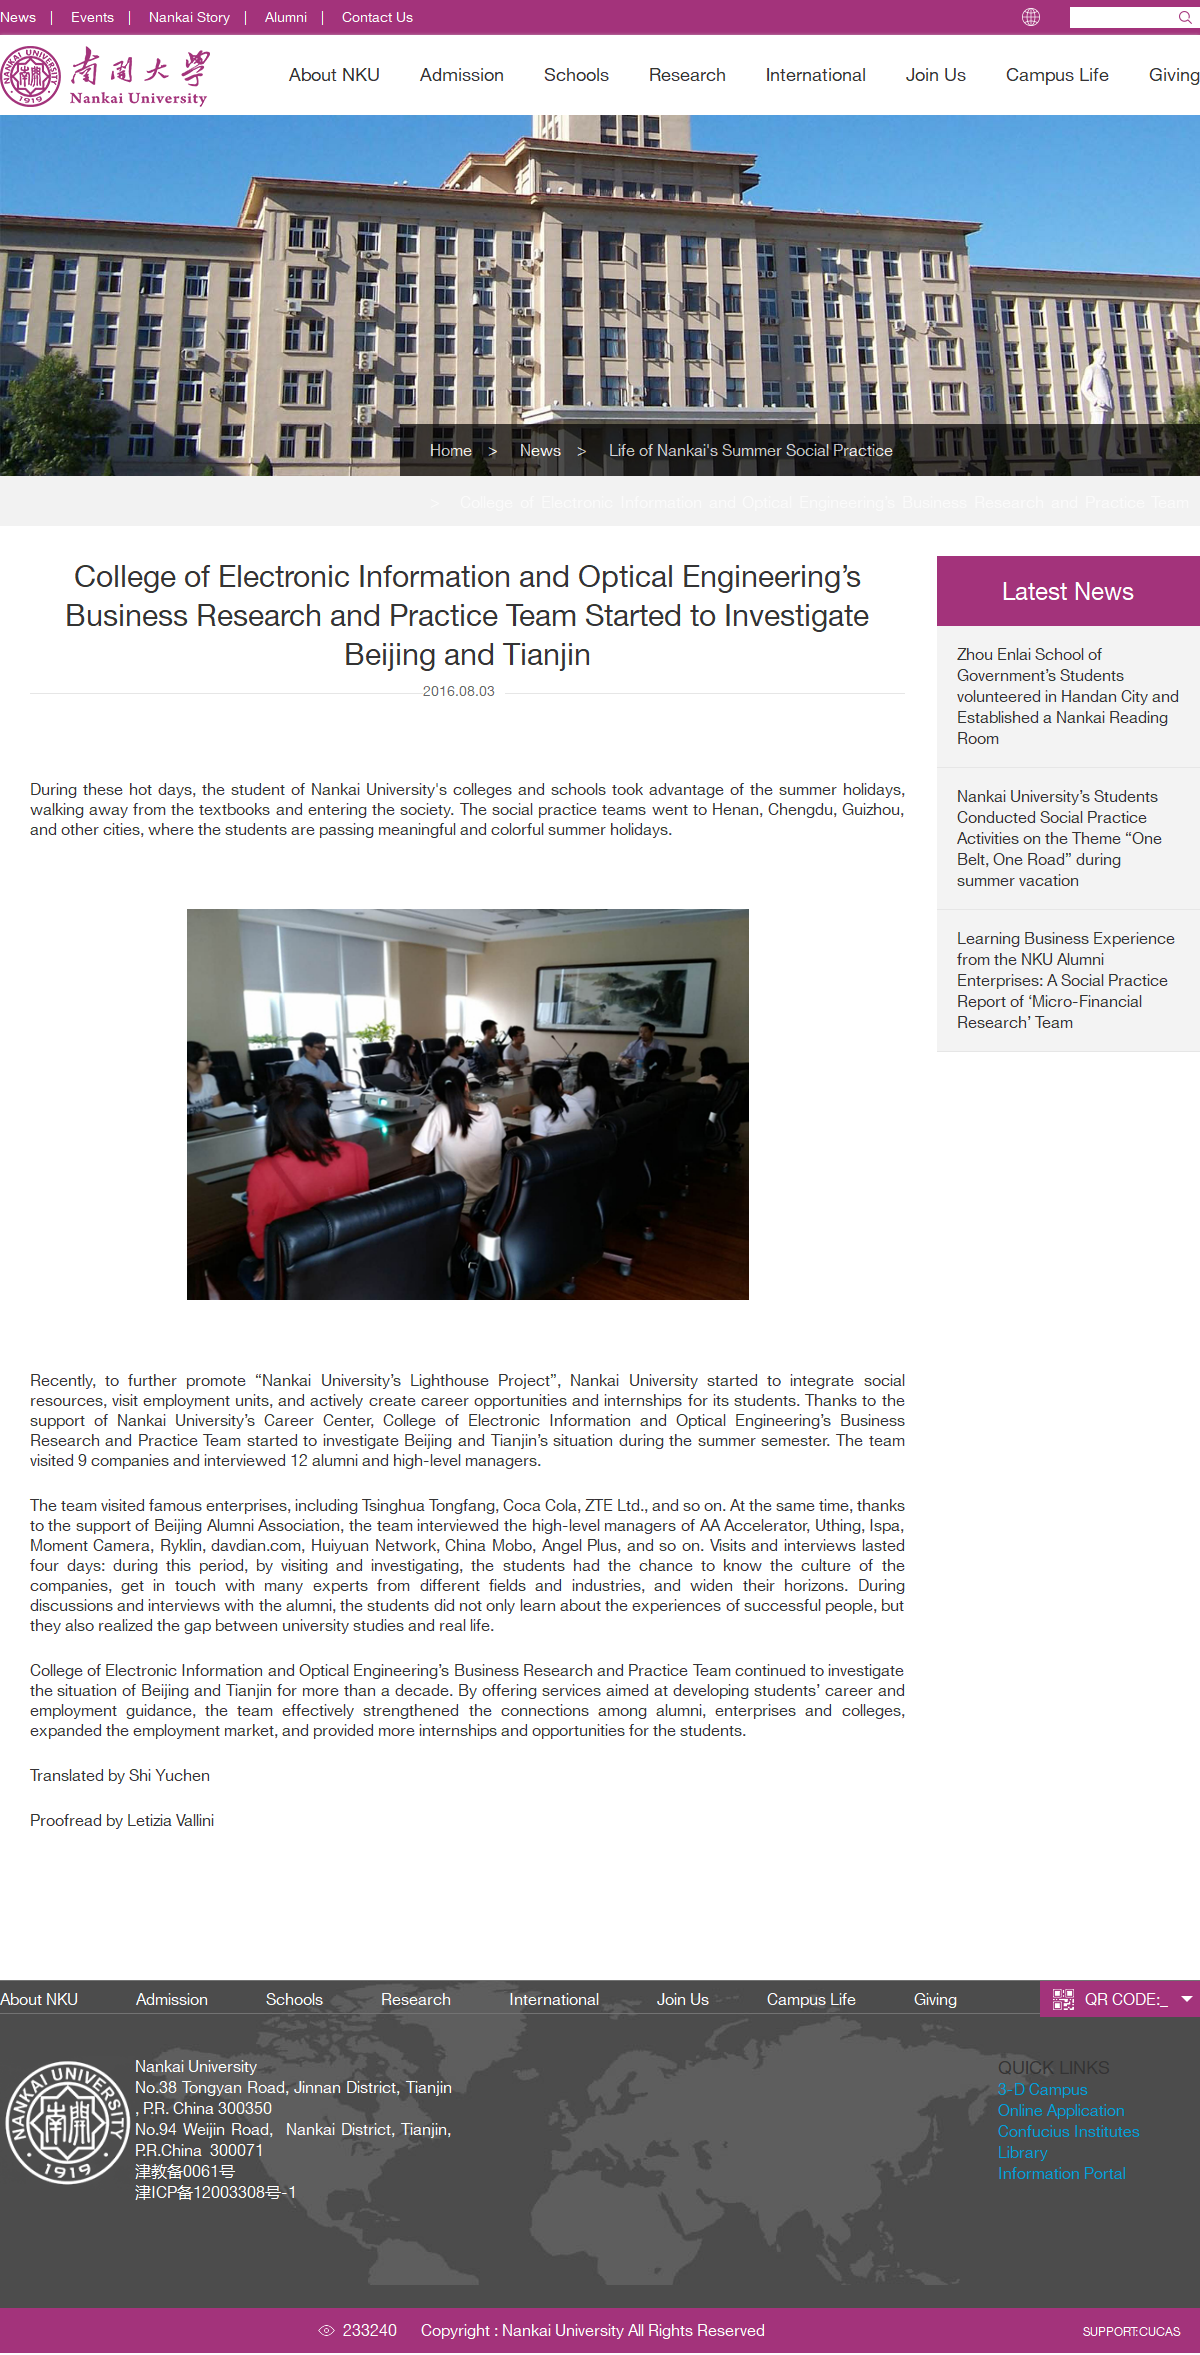 News | Events | Nankai Story | Alumni | Contact Us
NANKAI UNIVERSITY
1919
南開大學
Nankai University
About NKU Admission Schools Research International Join Us Campus Life Giving
Home > News > Life of Nankai's Summer Social Practice
> College of Electronic Information and Optical Engineering's Business Research and Practice Team
College of Electronic Information and Optical Engineering’s
Business Research and Practice Team Started to Investigate
Beijing and Tianjin
2016.08.03
During these hot days, the student of Nankai University's colleges and schools took advantage of the summer holidays,
walking away from the textbooks and entering the society. The social practice teams went to Henan, Chengdu, Guizhou,
and other cities, where the students are passing meaningful and colorful summer holidays.
Recently, to further promote “Nankai University’s Lighthouse Project”, Nankai University started to integrate social
resources, visit employment units, and actively create career opportunities and internships for its students. Thanks to the
support of Nankai University’s Career Center, College of Electronic Information and Optical Engineering’s Business
Research and Practice Team started to investigate Beijing and Tianjin’s situation during the summer semester. The team
visited 9 companies and interviewed 12 alumni and high-level managers.
The team visited famous enterprises, including Tsinghua Tongfang, Coca Cola, ZTE Ltd., and so on. At the same time, thanks
to the support of Beijing Alumni Association, the team interviewed the high-level managers of AA Accelerator, Uthing, Ispa,
Moment Camera, Ryklin, davdian.com, Huiyuan Network, China Mobo, Angel Plus, and so on. Visits and interviews lasted
four days: during this period, by visiting and investigating, the students had the chance to know the culture of the
companies, get in touch with many experts from different fields and industries, and widen their horizons. During
discussions and interviews with the alumni, the students did not only learn about the experiences of successful people, but
they also realized the gap between university studies and real life.
College of Electronic Information and Optical Engineering’s Business Research and Practice Team continued to investigate
the situation of Beijing and Tianjin for more than a decade. By offering services aimed at developing students’ career and
employment guidance, the team effectively strengthened the connections among alumni, enterprises and colleges,
expanded the employment market, and provided more internships and opportunities for the students.
Translated by Shi Yuchen
Proofread by Letizia Vallini
Latest News
Zhou Enlai School of
Government’s Students
volunteered in Handan City and
Established a Nankai Reading
Room
Nankai University’s Students
Conducted Social Practice
Activities on the Theme “One
Belt, One Road” during
summer vacation
Learning Business Experience
from the NKU Alumni
Enterprises: A Social Practice
Report of ‘Micro-Financial
Research’ Team
About NKU Admission Schools Research International Join Us Campus Life Giving
QR CODE:_
NANKAI UNIVERSITY
南開
1919
Nankai University
No.38 Tongyan Road, Jinnan District, Tianjin
, P.R. China 300350
No.94 Weijin Road, Nankai District, Tianjin,
P.R.China 300071
津教备0061号
津ICP备12003308号-1
QUICK LINKS
3-D Campus
Online Application
Confucius Institutes
Library
Information Portal
233240 Copyright : Nankai University All Rights Reserved
SUPPORT:CUCAS